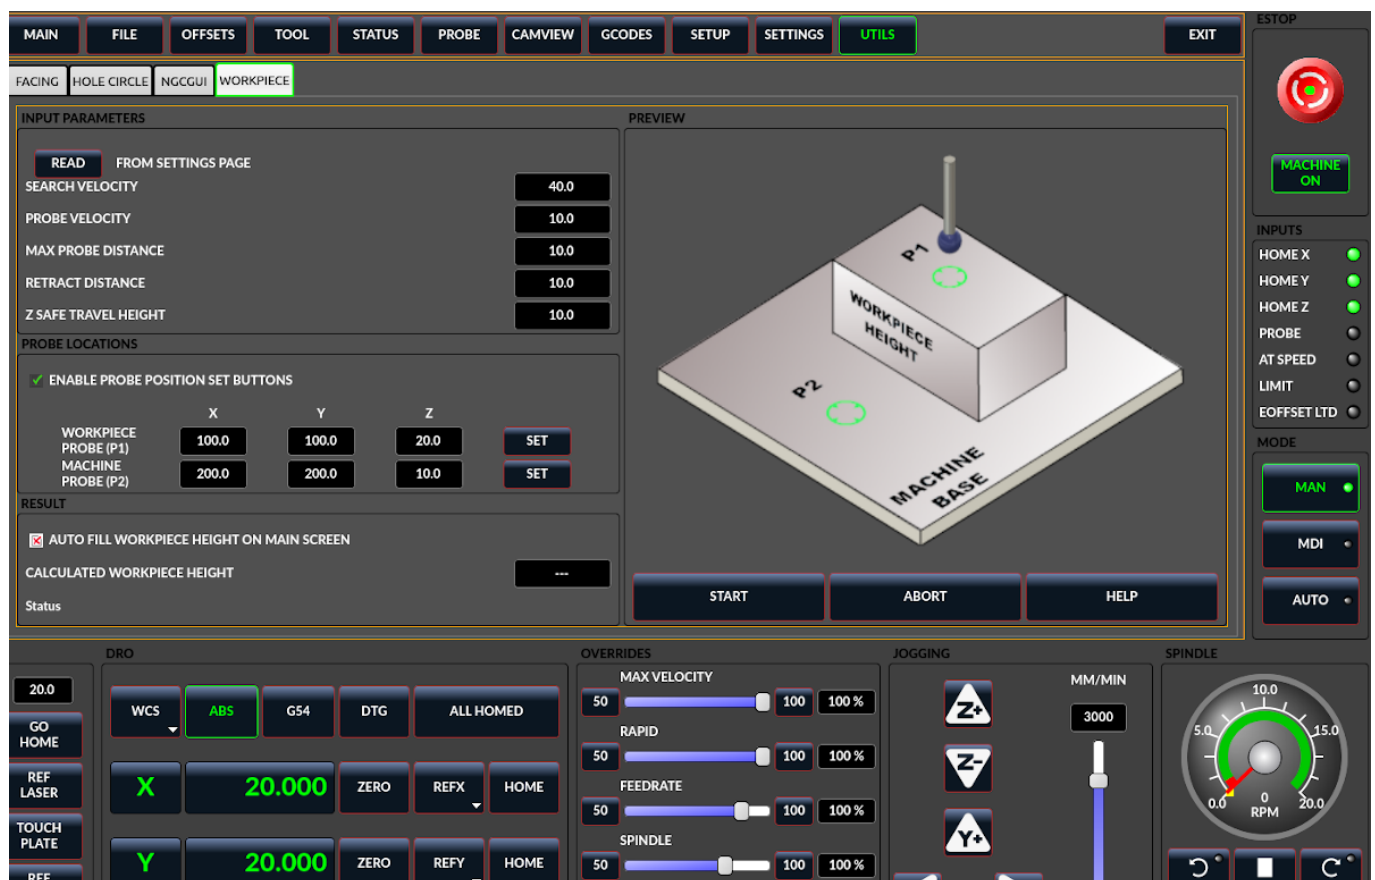 MAIN FILE OFFSETS TOOL STATUS PROBE CAMVIEW GCODES SETUP SETTINGS UTILS EXIT
FACING HOLE CIRCLE NGCGUI WORKPIECE
INPUT PARAMETERS
READ FROM SETTINGS PAGE
SEARCH VELOCITY 40.0
PROBE VELOCITY 10.0
MAX PROBE DISTANCE 10.0
RETRACT DISTANCE 10.0
Z SAFE TRAVEL HEIGHT 10.0
PROBE LOCATIONS
ENABLE PROBE POSITION SET BUTTONS
X Y Z
WORKPIECE
PROBE (P1) 100.0 100.0 20.0 SET
MACHINE
PROBE (P2) 200.0 200.0 10.0 SET
RESULT
AUTO FILL WORKPIECE HEIGHT ON MAIN SCREEN
CALCULATED WORKPIECE HEIGHT ---
Status
PREVIEW
P1
WORKPIECE
HEIGHT
P2
MACHINE
BASE
START ABORT HELP
ESTOP
MACHINE
ON
INPUTS
HOME X
HOME Y
HOME Z
PROBE
AT SPEED
LIMIT
EOFFSET LTD
MODE
MAN
MDI
AUTO
20.0
GO
HOME
REF
LASER
TOUCH
PLATE
REF
DRO
WCS ABS G54 DTG ALL HOMED
X 20.000 ZERO REFX HOME
Y 20.000 ZERO REFY HOME
OVERRIDES
MAX VELOCITY
50 100 100 %
RAPID
50 100 100 %
FEEDRATE
50 100 100 %
SPINDLE
50 100 100 %
JOGGING
MM/MIN
3000
Z+
Z-
Y+
SPINDLE
10.0
5.0 15.0
0.0 0 20.0
RPM